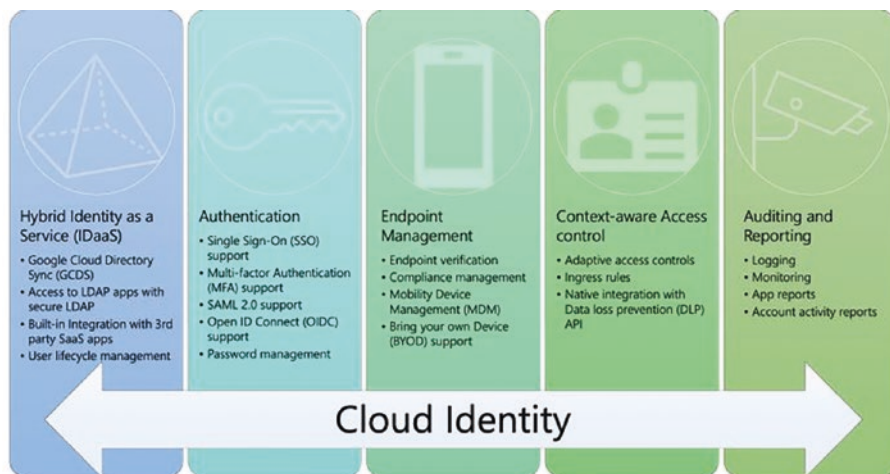 Hybrid Identity as a
Service (IDaaS)
• Google Cloud Directory
Sync (GCDS)
• Access to LDAP apps with
secure LDAP
• Built-in Integration with 3rd
party SaaS apps
• User lifecycle management
Authentication
• Single Sign-On (SSO)
support
• Multi-factor Authentication
(MFA) support
• SAML 2.0 support
• Open ID Connect (OIDC)
support
• Password management
Endpoint
Management
• Endpoint verification
• Compliance management
• Mobility Device
Management (MDM)
• Bring your own Device
(BYOD) support
Context-aware Access
control
• Adaptive access controls
• Ingress rules
• Native integration with
Data loss prevention (DLP)
API
Auditing and
Reporting
• Logging
• Monitoring
• App reports
• Account activity reports
Cloud Identity